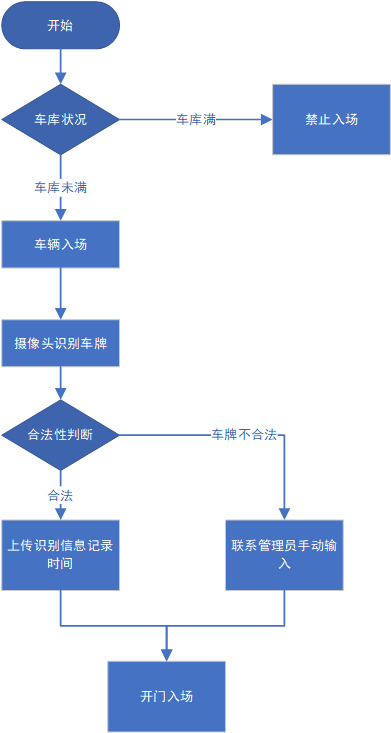 开始
车库状况
车库满
禁止入场
车库未满
车辆入场
摄像头识别车牌
合法性判断
车牌不合法
合法
上传识别信息记录
时间
联系管理员手动输
入
开门入场